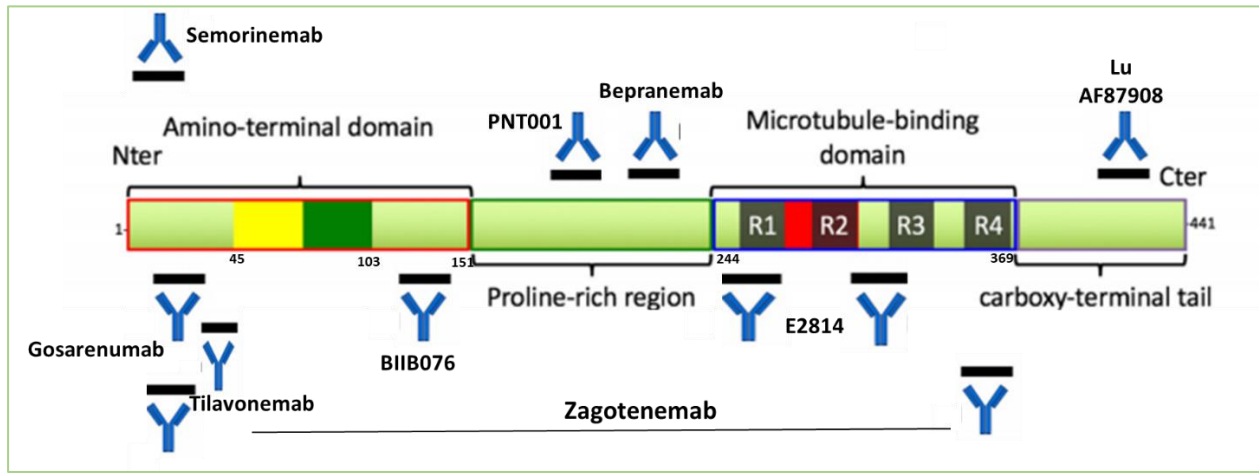 Semorinemab
Lu
AF87908
Bepranemab
PNT001
Amino-terminal domain
Microtubule-binding
domain
Nter
Cter
1-
R1
R2
R3
R4
-441
45
103
151
244
369
Proline-rich region
carboxy-terminal tail
E2814
Gosarenumab
BIIB076
Tilavonemab
Zagotenemab